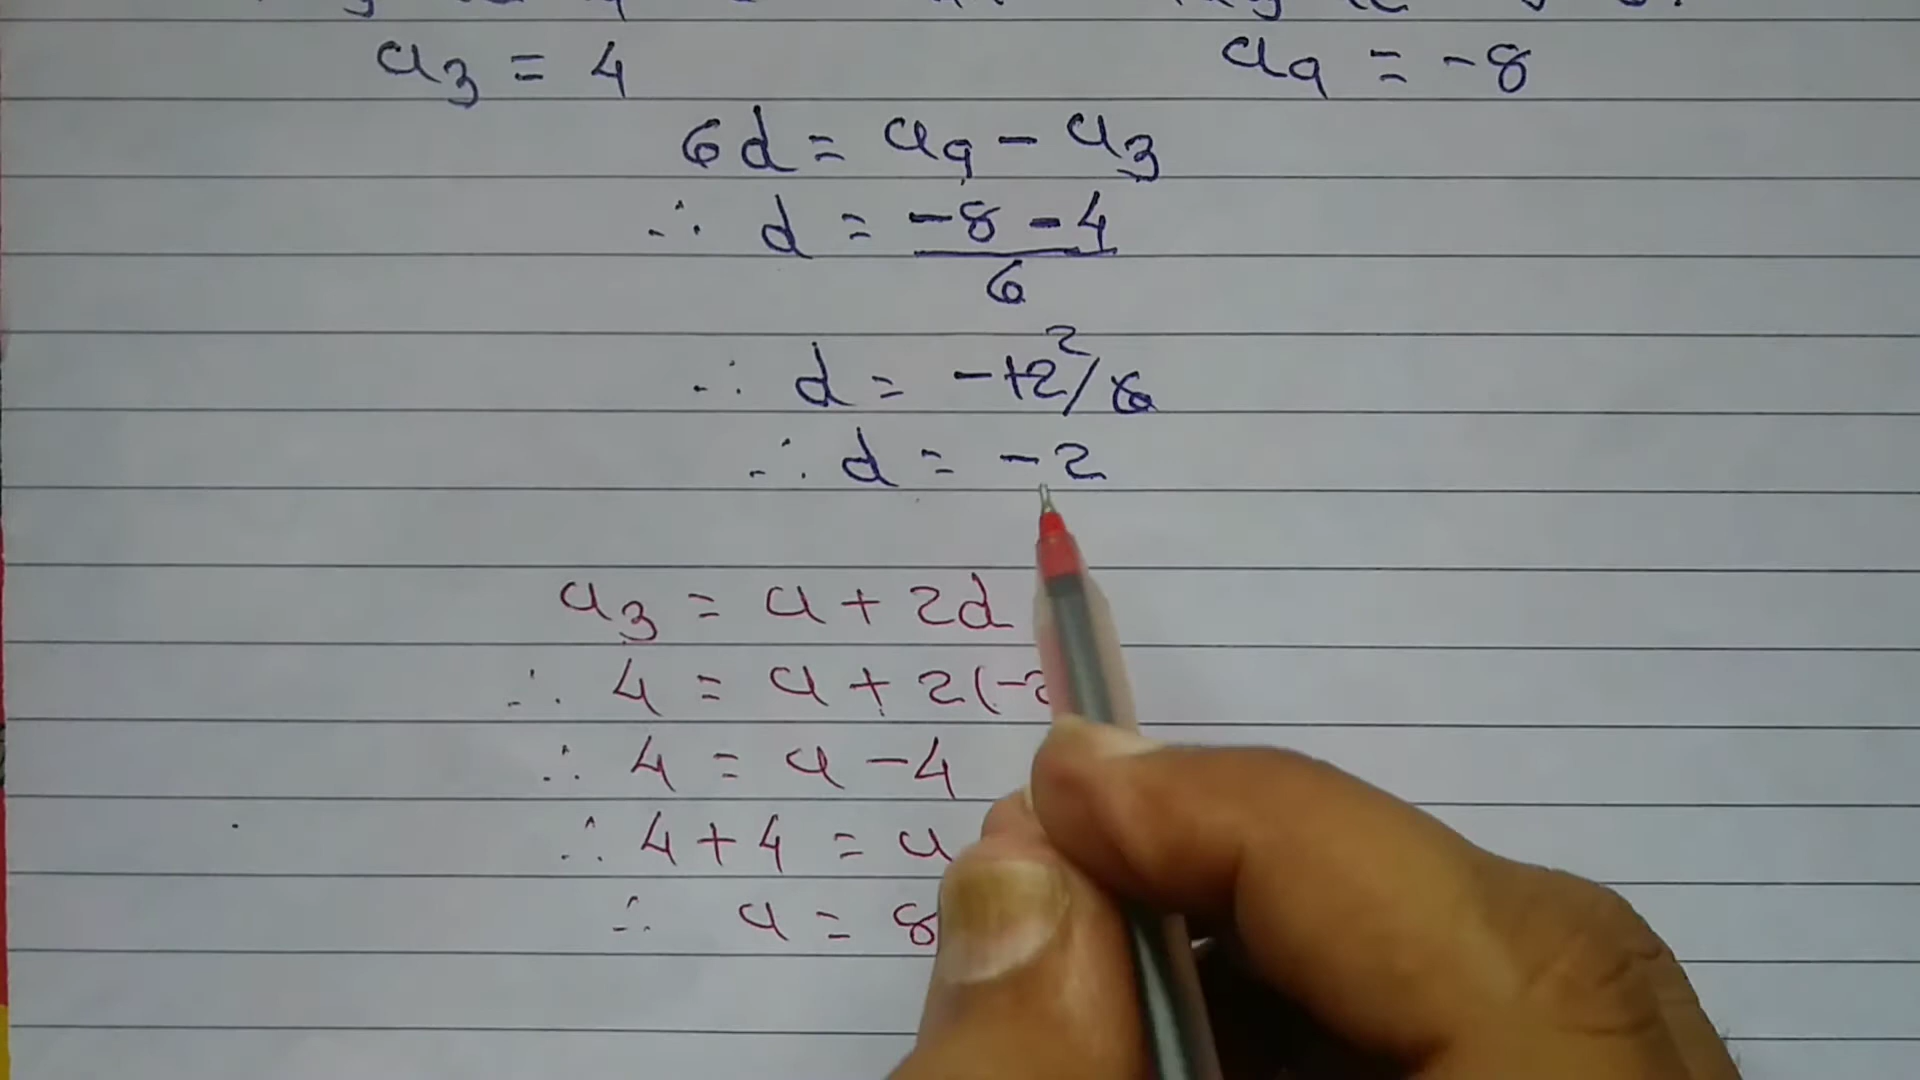 a₃ = 4 a₉ = -8
6d = a₉ - a₃
∴ d = -8 - 4
6
∴ d = -12²/6
∴ d = -2
a₃ = a + 2d
∴ 4 = a + 2(-2
∴ 4 = a - 4
∴ 4 + 4 = a
∴ a = 8